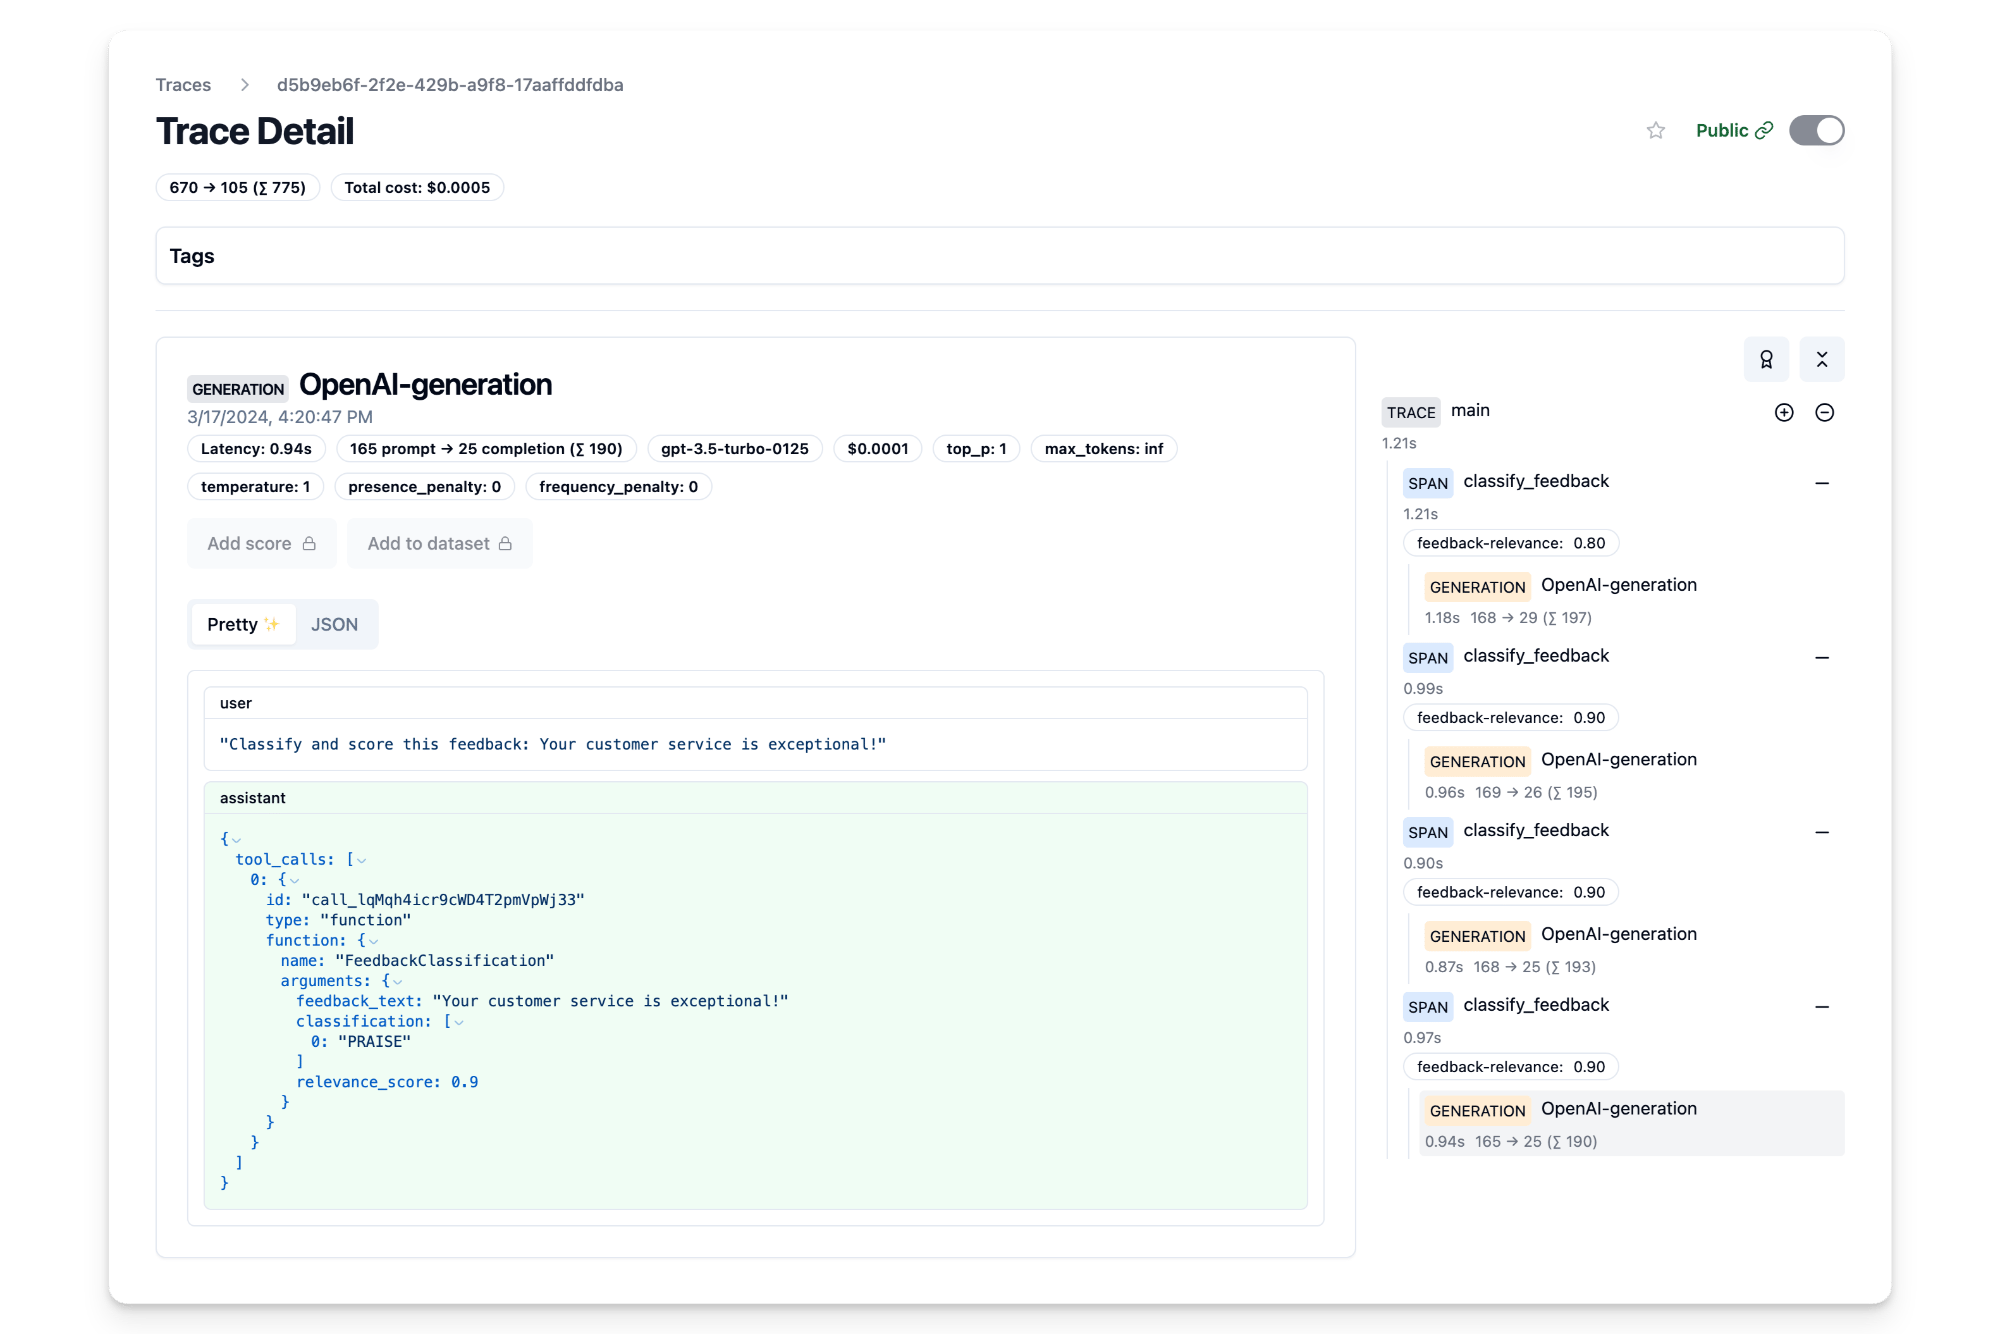 Traces > d5b9eb6f-2f2e-429b-a9f8-17aaffddfdba
Trace Detail
Public
670 → 105 (∑ 775) Total cost: $0.0005
Tags
GENERATION OpenAI-generation
3/17/2024, 4:20:47 PM
Latency: 0.94s 165 prompt → 25 completion (∑ 190) gpt-3.5-turbo-0125 $0.0001 top_p: 1 max_tokens: inf
temperature: 1 presence_penalty: 0 frequency_penalty: 0
Add score Add to dataset
Pretty ✨ JSON
user
"Classify and score this feedback: Your customer service is exceptional!"
assistant
{
tool_calls: [
0: {
id: "call_lqMqh4icr9cWD4T2pmVpWj33"
type: "function"
function: {
name: "FeedbackClassification"
arguments: {
feedback_text: "Your customer service is exceptional!"
classification: [
0: "PRAISE"
]
relevance_score: 0.9
}
}
}
]
}
TRACE main
1.21s
SPAN classify_feedback
1.21s
feedback-relevance: 0.80
GENERATION OpenAI-generation
1.18s 168 → 29 (∑ 197)
SPAN classify_feedback
0.99s
feedback-relevance: 0.90
GENERATION OpenAI-generation
0.96s 169 → 26 (∑ 195)
SPAN classify_feedback
0.90s
feedback-relevance: 0.90
GENERATION OpenAI-generation
0.87s 168 → 25 (∑ 193)
SPAN classify_feedback
0.97s
feedback-relevance: 0.90
GENERATION OpenAI-generation
0.94s 165 → 25 (∑ 190)